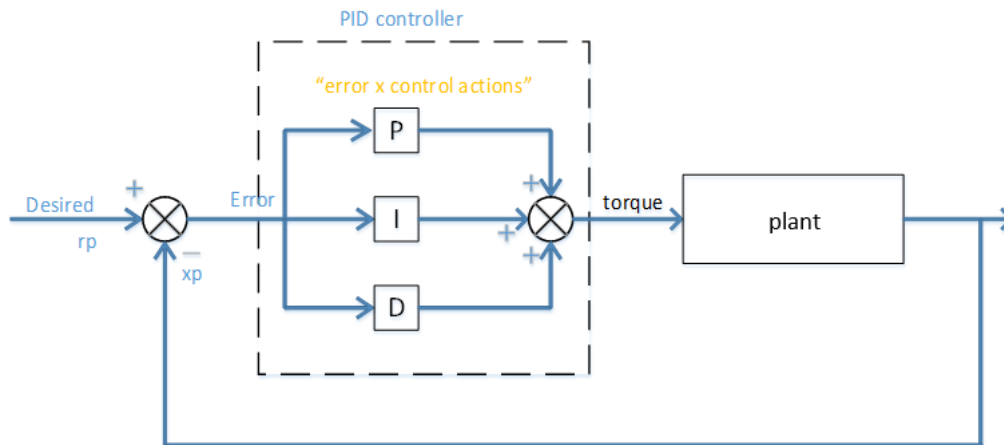 PID controller
“error x control actions”
P
+
+
Desired
Error
I
torque
plant
rp
+
−
+
xp
D